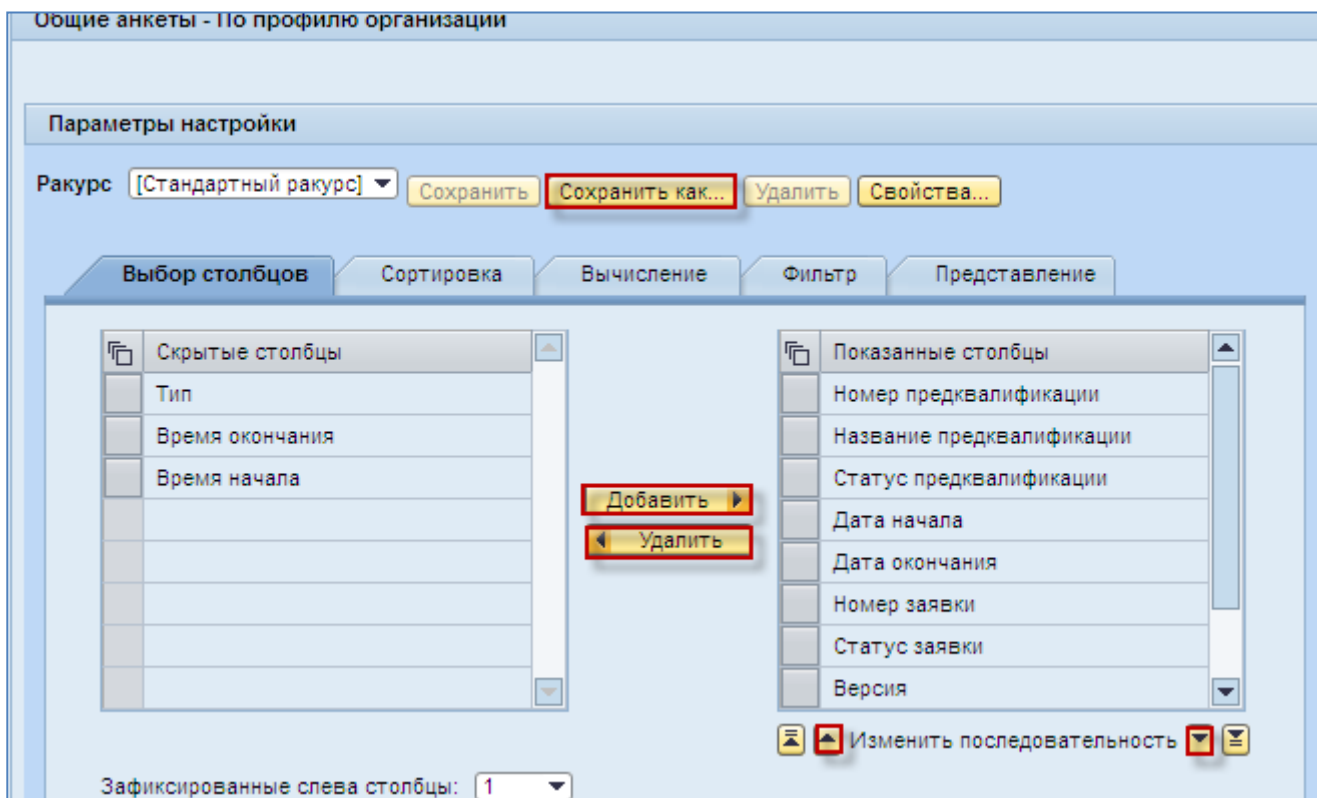 Общие анкеты - По профилю организации
Параметры настройки
Ракурс [Стандартный ракурс] Сохранить Сохранить как... Удалить Свойства...
Выбор столбцов Сортировка Вычисление Фильтр Представление
Скрытые столбцы
Тип
Время окончания
Время начала
Добавить
Удалить
Показанные столбцы
Номер предквалификации
Название предквалификации
Статус предквалификации
Дата начала
Дата окончания
Номер заявки
Статус заявки
Версия
Изменить последовательность
Зафиксированные слева столбцы: 1